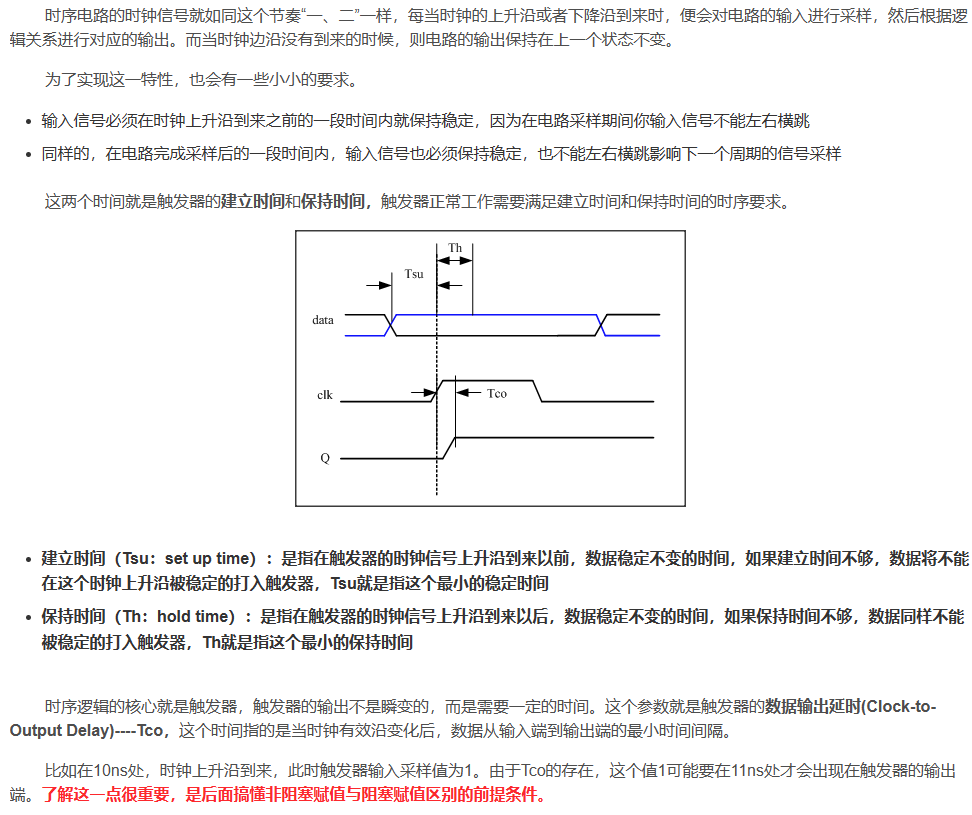 时序电路的时钟信号就如同这个节奏“一、二”一样，每当时钟的上升沿或者下降沿到来时，便会对电路的输入进行采样，然后根据逻
辑关系进行对应的输出。而当时钟边沿没有到来的时候，则电路的输出保持在上一个状态不变。
为了实现这一特性，也会有一些小小的要求。
• 输入信号必须在时钟上升沿到来之前的一段时间内就保持稳定，因为在电路采样期间你输入信号不能左右横跳
• 同样的，在电路完成采样后的一段时间内，输入信号也必须保持稳定，也不能左右横跳影响下一个周期的信号采样
这两个时间就是触发器的建立时间和保持时间，触发器正常工作需要满足建立时间和保持时间的时序要求。
Th
Tsu
data
clk
Tco
Q
• 建立时间（Tsu：set up time）：是指在触发器的时钟信号上升沿到来以前，数据稳定不变的时间，如果建立时间不够，数据将不能
在这个时钟上升沿被稳定的打入触发器，Tsu就是指这个最小的稳定时间
• 保持时间（Th：hold time）：是指在触发器的时钟信号上升沿到来以后，数据稳定不变的时间，如果保持时间不够，数据同样不能
被稳定的打入触发器，Th就是指这个最小的保持时间
时序逻辑的核心就是触发器，触发器的输出不是瞬变的，而是需要一定的时间。这个参数就是触发器的数据输出延时(Clock-to-
Output Delay)----Tco，这个时间指的是当时钟有效沿变化后，数据从输入端到输出端的最小时间间隔。
比如在10ns处，时钟上升沿到来，此时触发器输入采样值为1。由于Tco的存在，这个值1可能要在11ns处才会出现在触发器的输出
端。了解这一点很重要，是后面搞懂非阻塞赋值与阻塞赋值区别的前提条件。